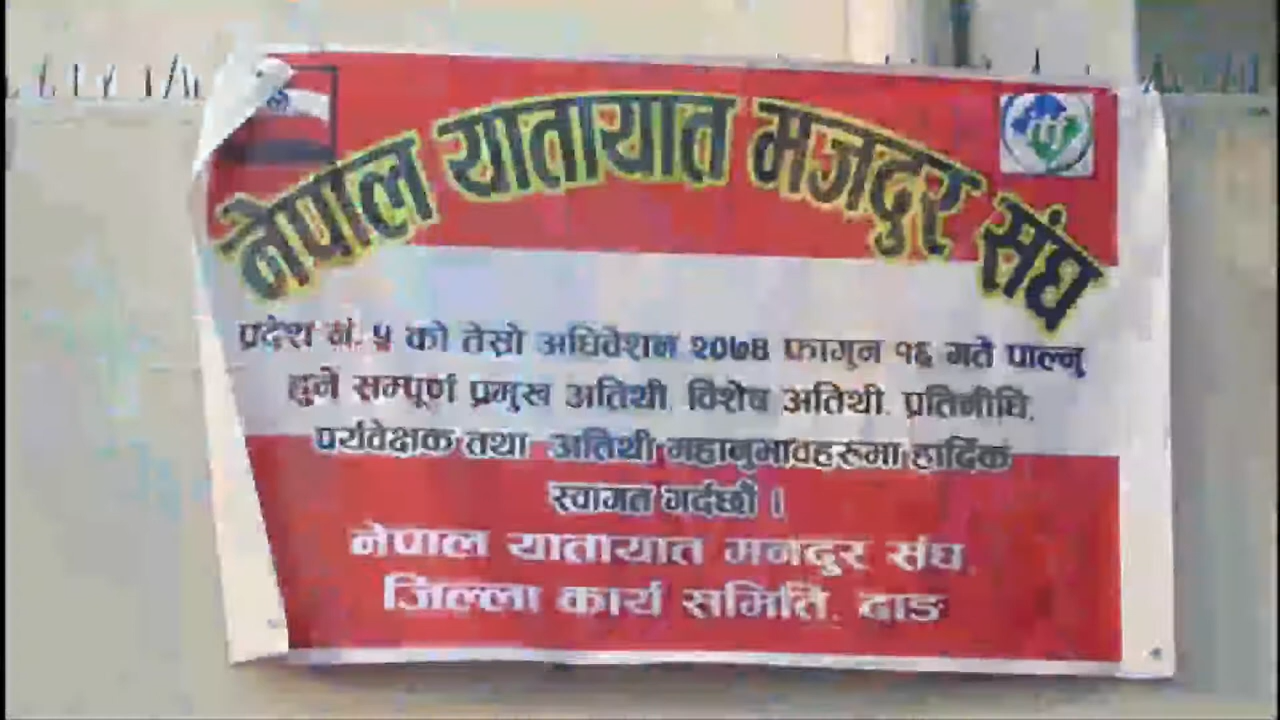 नेपाल यातायात मजदुर संघ
प्रदेश नं. ५ को तेस्रो अधिवेशन २०७४ फागुन १६ गते पाल्नु
हुने सम्पूर्ण प्रमुख अतिथी, विशेष अतिथी, प्रतिनीधि,
पर्यवेक्षक तथा अतिथी महानुभावहरुमा हार्दिक
स्वागत गर्दछौं ।
नेपाल यातायात मजदुर संघ,
जिल्ला कार्य समिति, दाङ